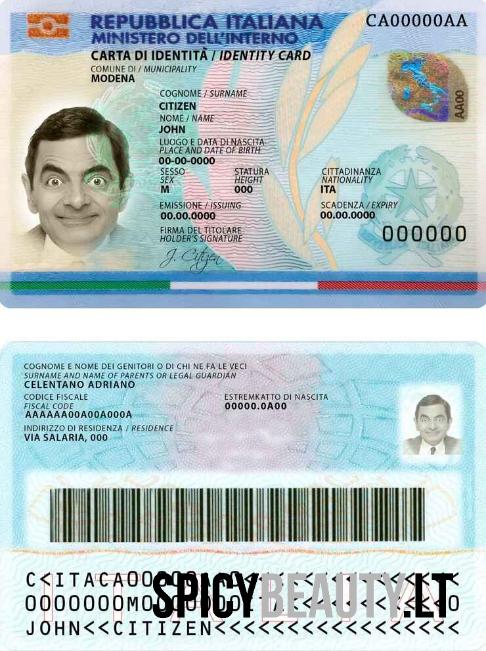 REPUBBLICA ITALIANA
CA00000AA
MINISTERO DELL'INTERNO
CARTA DI IDENTITÀ / IDENTITY CARD
COMUNE DI / MUNICIPALITY
MODENA
COGNOME / SURNAME
CITIZEN
NOME / NAME
JOHN
LUOGO E DATA DI NASCITA
PLACE AND DATE OF BIRTH
00-00-0000
SESSO STATURA CITTADINANZA
SEX HEIGHT NATIONALITY
M 000 ITA
EMISSIONE / ISSUING SCADENZA / EXPIRY
00.00.0000 00.00.0000
FIRMA DEL TITOLARE
HOLDER'S SIGNATURE
J. Citizen
000000
AA00
COGNOME E NOME DEI GENITORI O DI CHI NE FA LE VECI
SURNAME AND NAME OF PARENTS OR LEGAL GUARDIAN
CELENTANO ADRIANO
CODICE FISCALE ESTREMKATTO DI NASCITA
FISCAL CODE 00000.0A00
AAAAAA00A00A000A
INDIRIZZO DI RESIDENZA / RESIDENCE
VIA SALARIA, 000
SPICYBEAUTY.LT
JOHN<<CITIZEN<<<<<<<<<<<<<<<<<